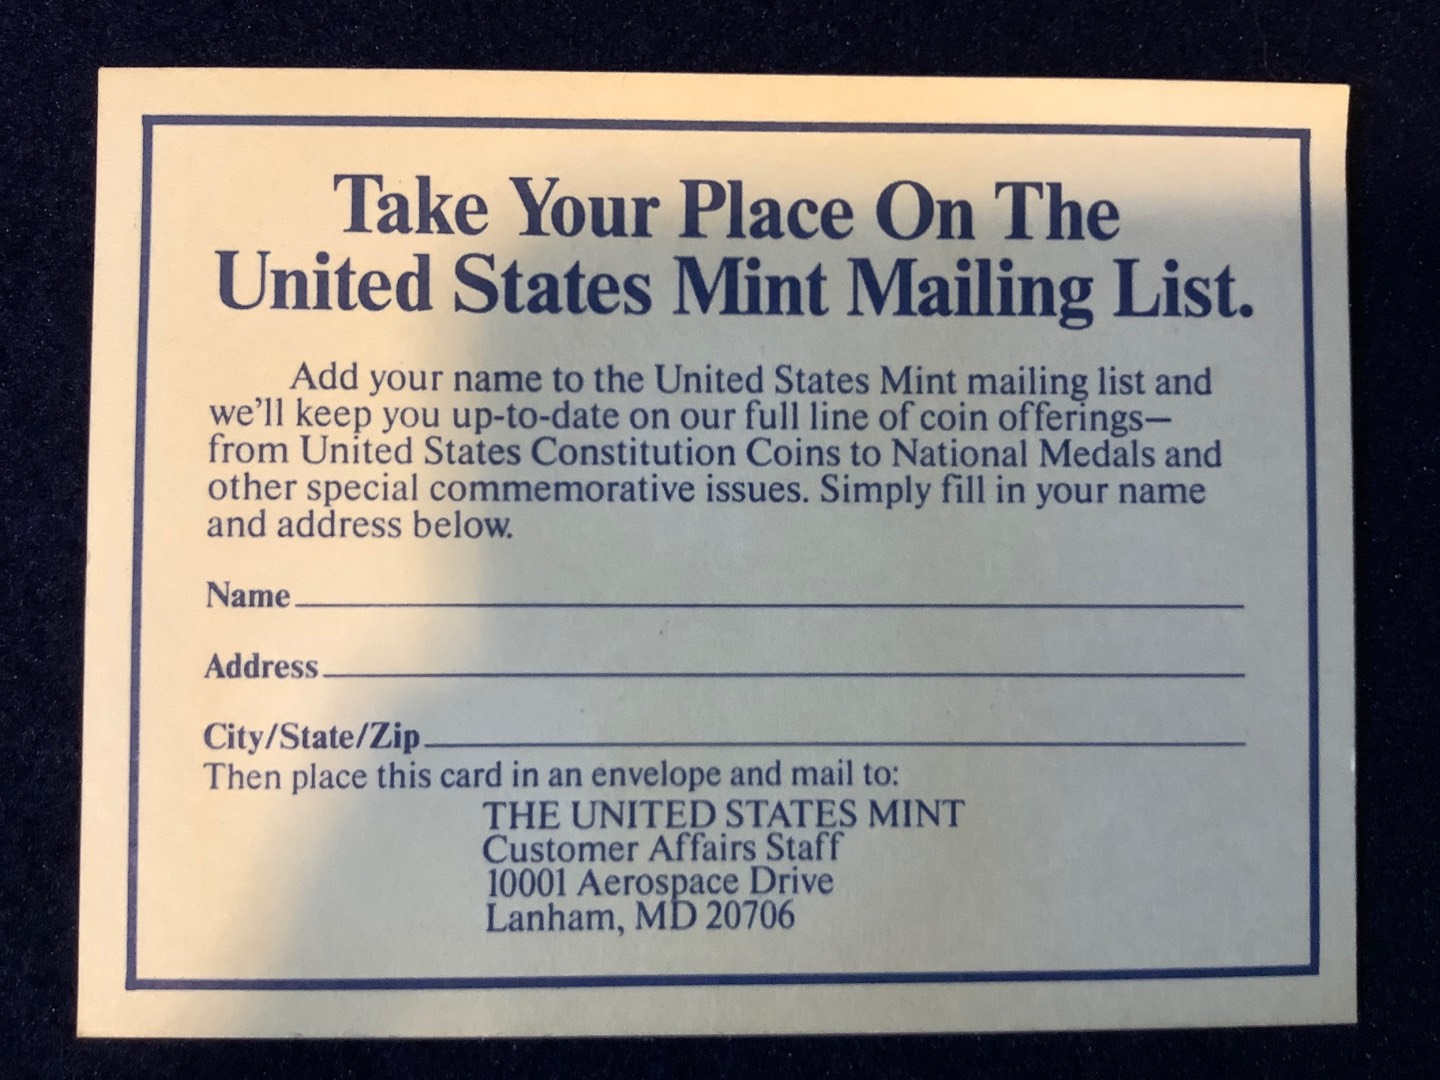 Take Your Place On The
United States Mint Mailing List.
Add your name to the United States Mint mailing list and
we'll keep you up-to-date on our full line of coin offerings—
from United States Constitution Coins to National Medals and
other special commemorative issues. Simply fill in your name
and address below.
Name
Address
City/State/Zip
Then place this card in an envelope and mail to:
THE UNITED STATES MINT
Customer Affairs Staff
10001 Aerospace Drive
Lanham, MD 20706